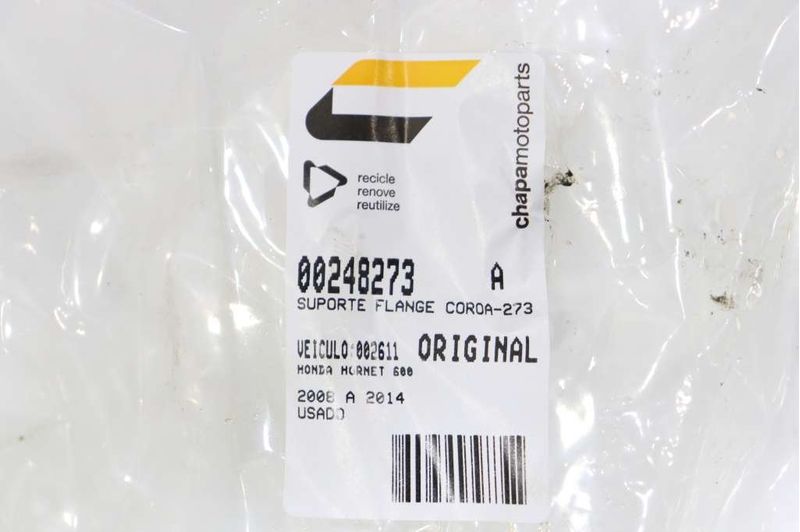 chapamotoparts
recicle
renove
reutilize
00248273 A
SUPORTE FLANGE COROA-273
VEICULO:002611 ORIGINAL
HONDA HORNET 600
2008 A 2014
USADO